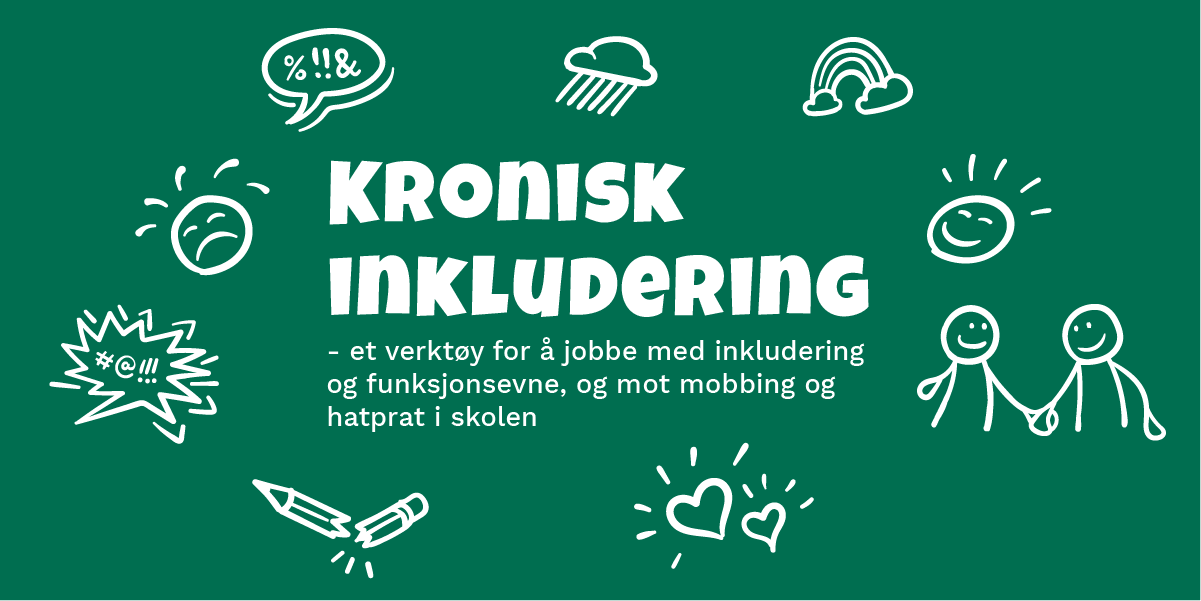 %!!&
KRONISK
INKLUDERING
- et verktøy for å jobbe med inkludering
og funksjonsevne, og mot mobbing og
hatprat i skolen
#@!!!